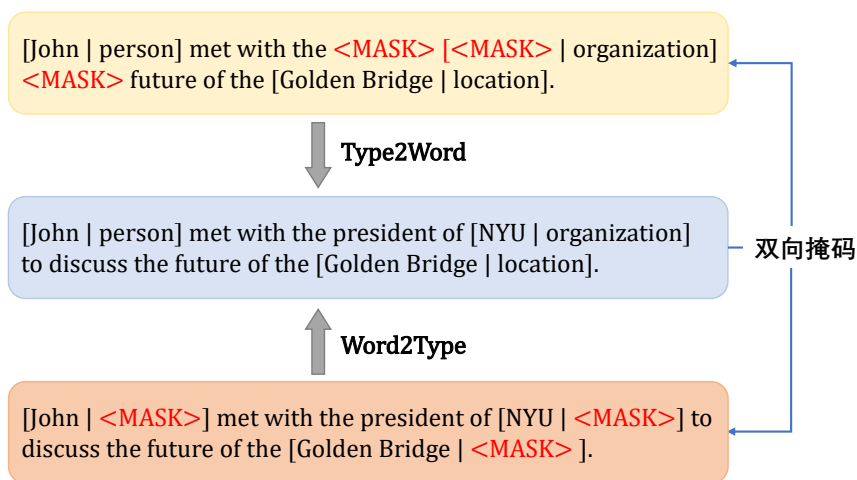 [John | person] met with the <MASK> [<MASK> | organization]
<MASK> future of the [Golden Bridge | location].
Type2Word
[John | person] met with the president of [NYU | organization]
to discuss the future of the [Golden Bridge | location].
双向掩码
Word2Type
[John | <MASK>] met with the president of [NYU | <MASK>] to
discuss the future of the [Golden Bridge | <MASK> ].